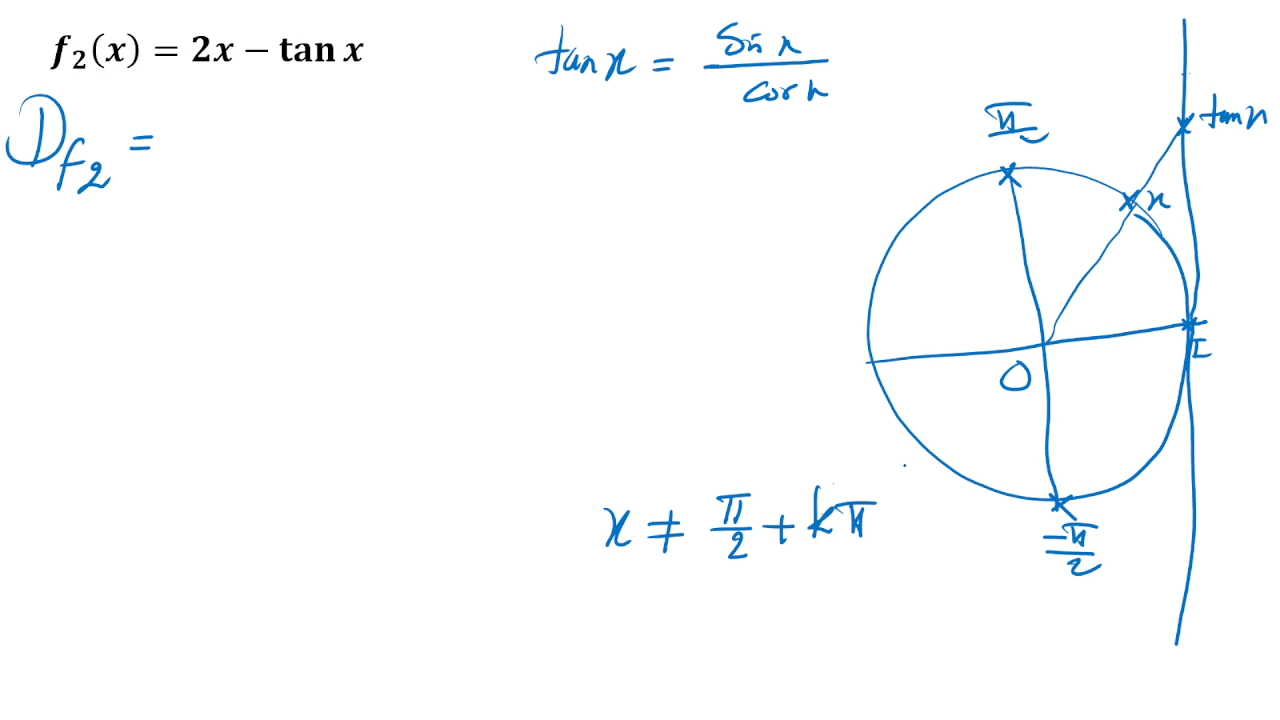 f₂(x) = 2x − tan x
tan x = sin x / cos x
D_f₂ =
tan x
π/2
x
I
O
x ≠ π/2 + kπ
-π/2